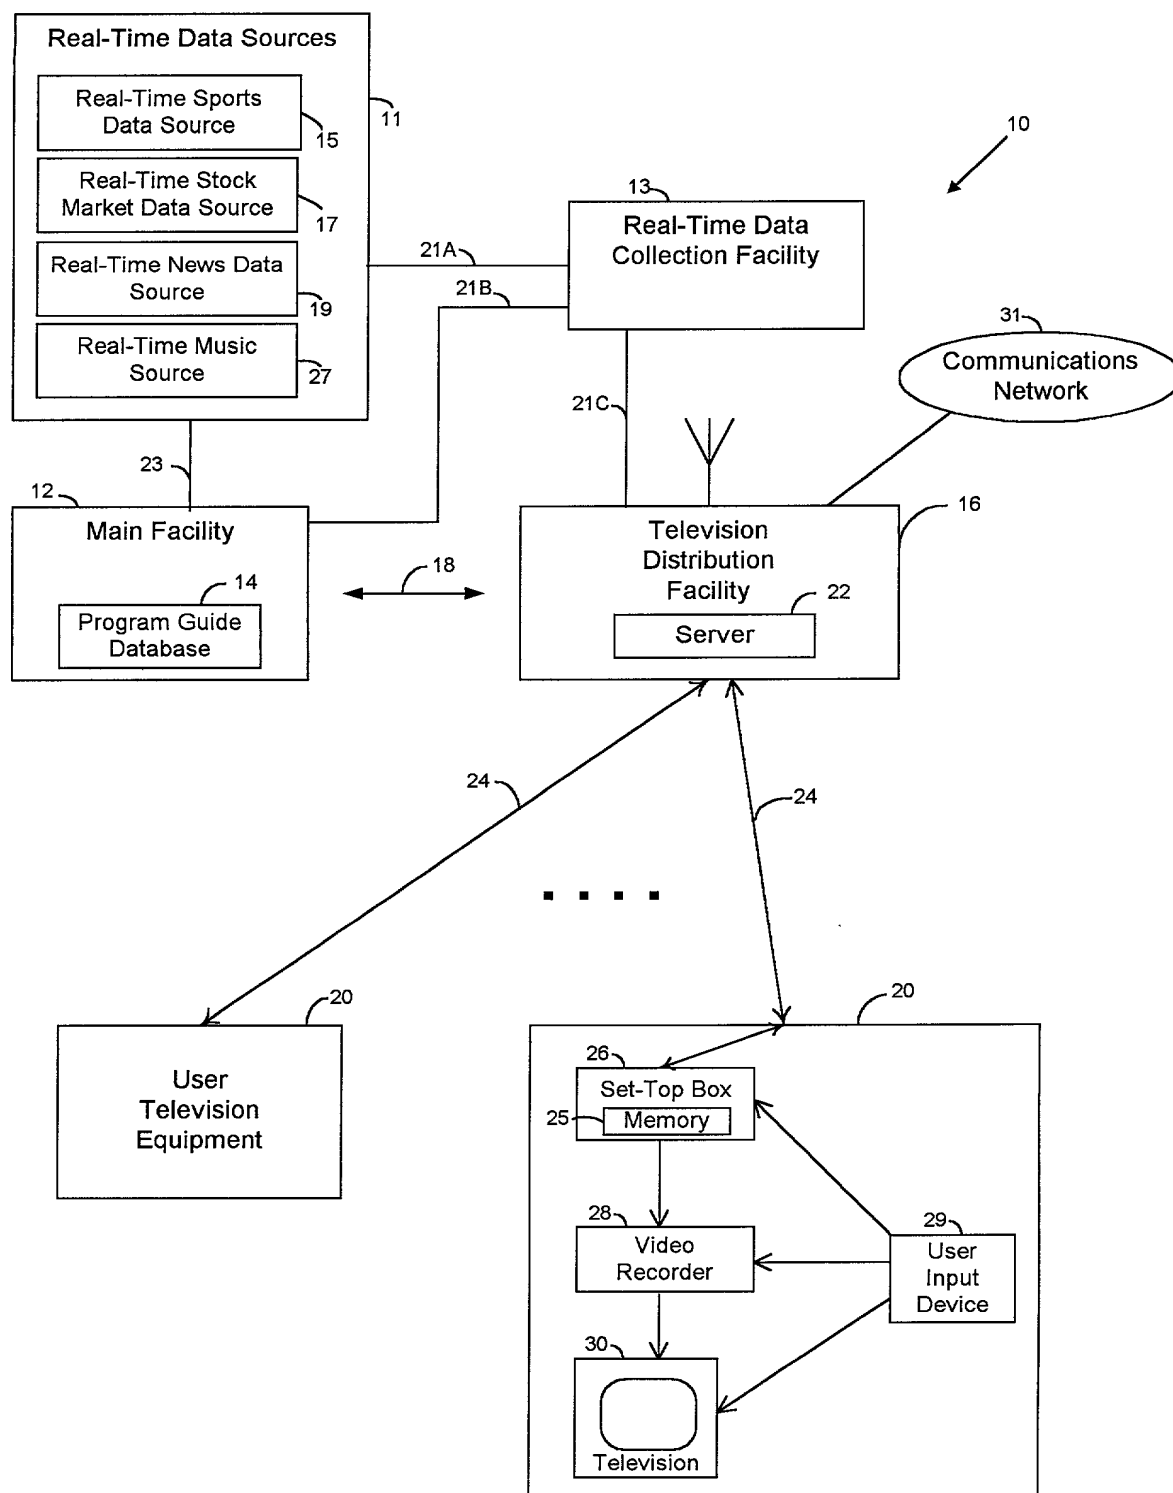 Real-Time Data Sources
Real-Time Sports
Data Source
15
11
Real-Time Stock
Market Data Source
17
Real-Time News Data
Source
19
Real-Time Music
Source
27
10
13
Real-Time Data
Collection Facility
21A
21B
31
Communications
Network
21C
23
12
Main Facility
14
Program Guide
Database
18
16
Television
Distribution
Facility
22
Server
24
24
20
User
Television
Equipment
20
26
Set-Top Box
25
Memory
28
Video
Recorder
29
User
Input
Device
30
Television